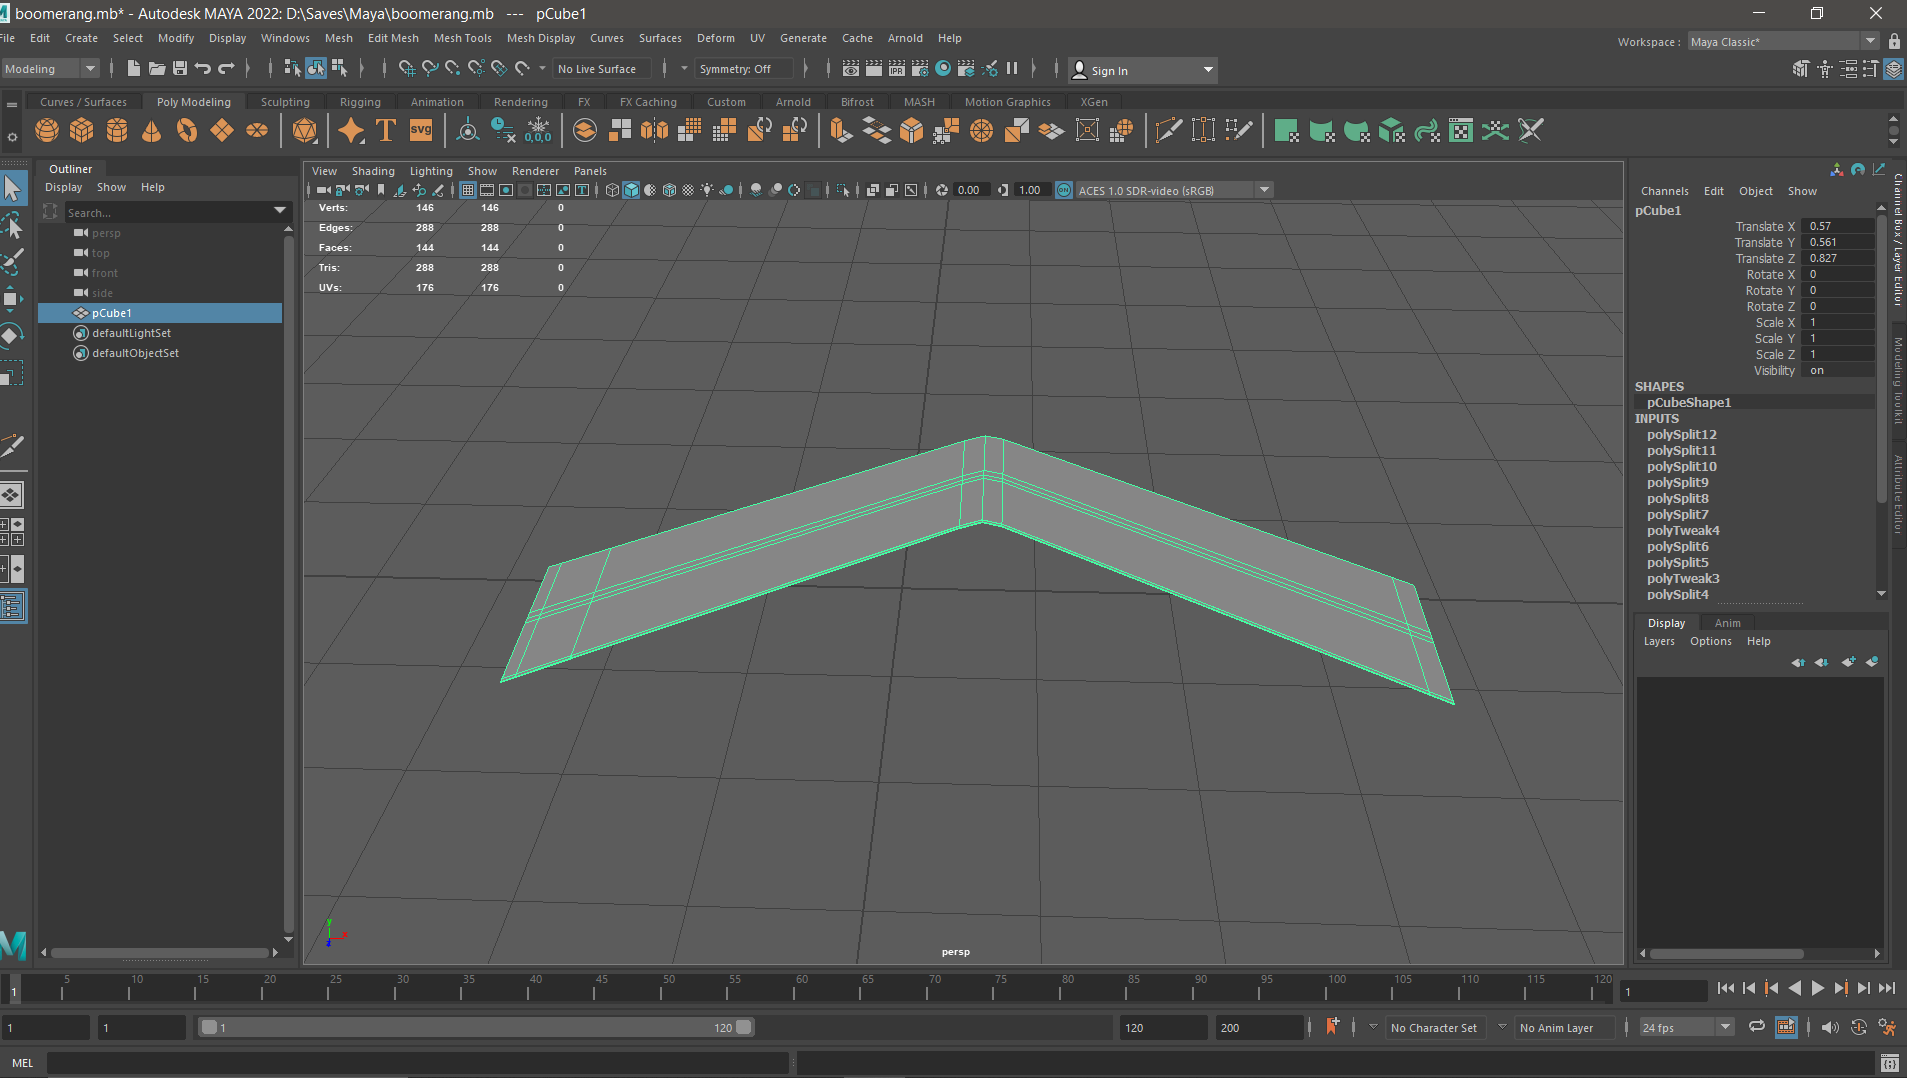 boomerang.mb* - Autodesk MAYA 2022: D:\Saves\Maya\boomerang.mb   ---   pCube1
File Edit Create Select Modify Display Windows Mesh Edit Mesh Mesh Tools Mesh Display Curves Surfaces Deform UV Generate Cache Arnold Help
Workspace : Maya Classic*
Modeling No Live Surface Symmetry: Off Sign In
IPR
Curves / Surfaces Poly Modeling Sculpting Rigging Animation Rendering FX FX Caching Custom Arnold Bifrost MASH Motion Graphics XGen
T svg 0,0,0
Outliner
Display Show Help
Search...
persp
top
front
side
pCube1
defaultLightSet
defaultObjectSet
View Shading Lighting Show Renderer Panels
0.00 1.00 ACES 1.0 SDR-video (sRGB)
Verts: 146 146 0
Edges: 288 288 0
Faces: 144 144 0
Tris: 288 288 0
UVs: 176 176 0
y
x
z
persp
Channels Edit Object Show
pCube1
Translate X 0.57
Translate Y 0.561
Translate Z 0.827
Rotate X 0
Rotate Y 0
Rotate Z 0
Scale X 1
Scale Y 1
Scale Z 1
Visibility on
SHAPES
pCubeShape1
INPUTS
polySplit12
polySplit11
polySplit10
polySplit9
polySplit8
polySplit7
polyTweak4
polySplit6
polySplit5
polyTweak3
polySplit4
Channel Box / Layer Editor
Modeling Toolkit
Attribute Editor
Display Anim
Layers Options Help
1 5 10 15 20 25 30 35 40 45 50 55 60 65 70 75 80 85 90 95 100 105 110 115 120
1
1 1 1 120 120 200 No Character Set No Anim Layer 24 fps
MEL